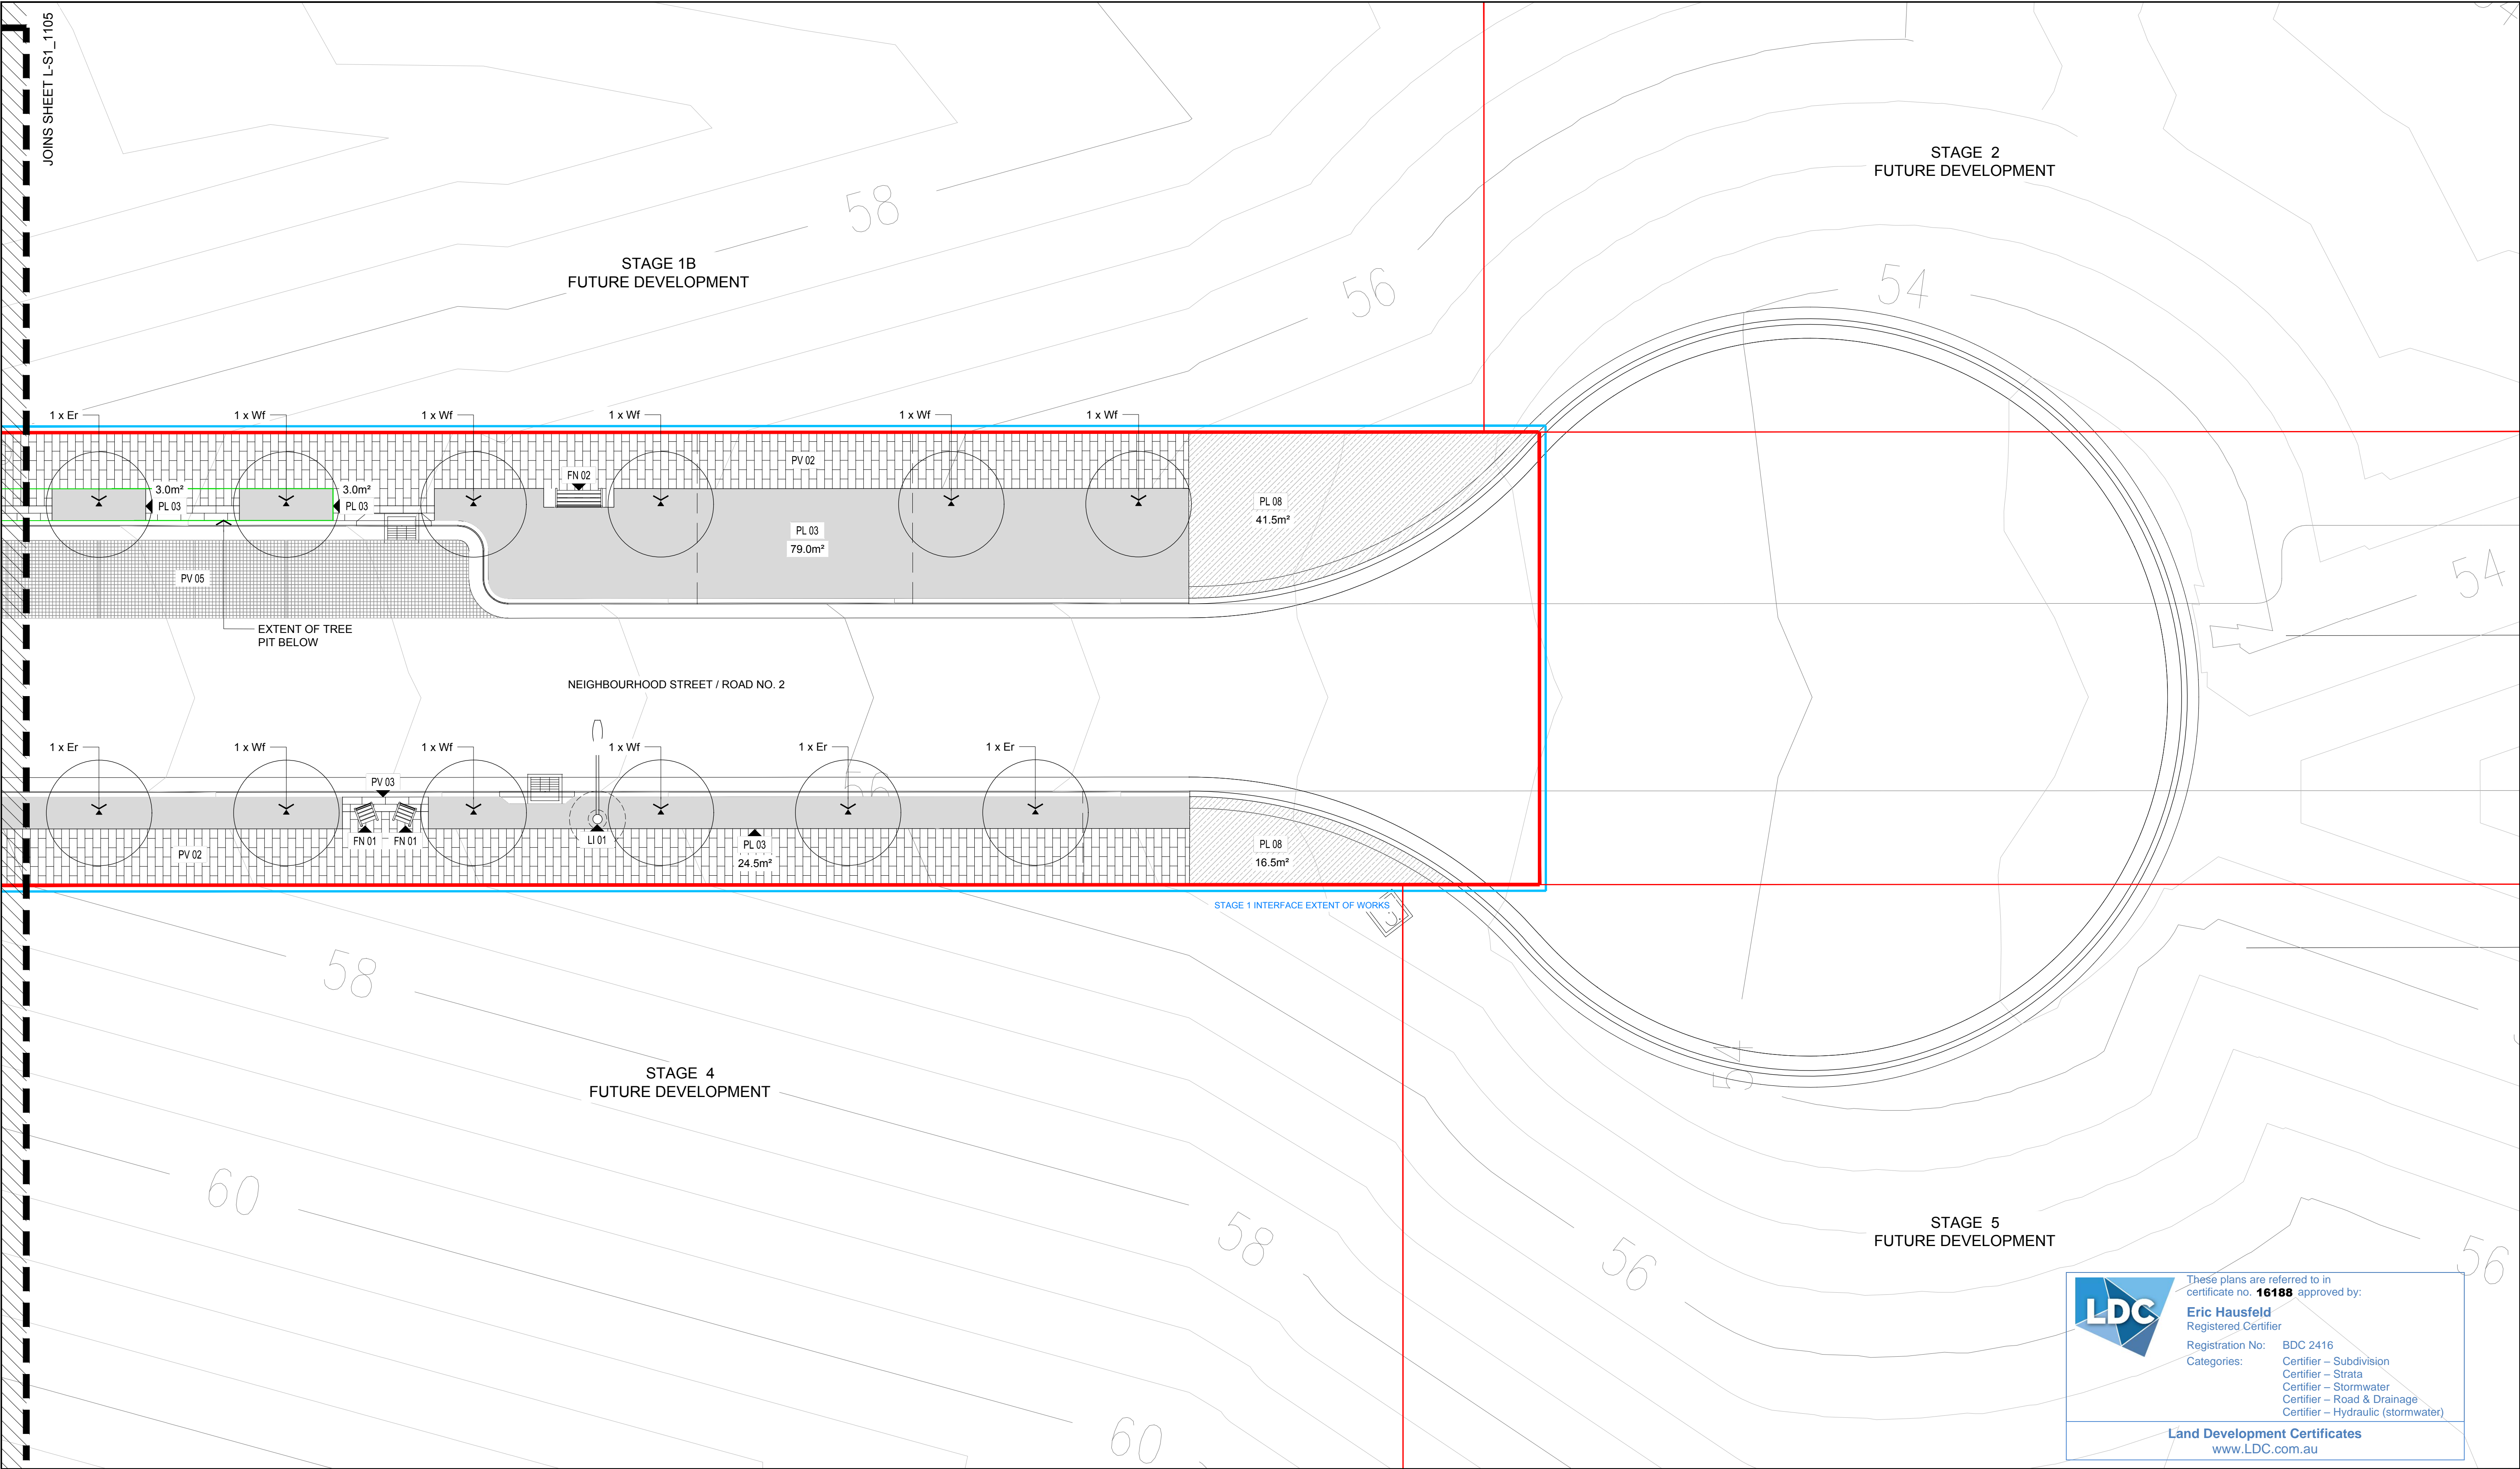 JOINS SHEET L-S1_1105
STAGE 2
FUTURE DEVELOPMENT
58
STAGE 1B
FUTURE DEVELOPMENT
56
54
1 x Er
1 x Wf
1 x Wf
1 x Wf
1 x Wf
1 x Wf
PV 02
FN 02
3.0m²
PL 03
3.0m²
PL 03
PL 08
41.5m²
PL 03
79.0m²
PV 05
54
EXTENT OF TREE
PIT BELOW
NEIGHBOURHOOD STREET / ROAD NO. 2
1 x Er
1 x Wf
1 x Wf
1 x Wf
1 x Er
1 x Er
PV 03
56
FN 01
FN 01
LI 01
PL 03
24.5m²
PL 08
16.5m²
PV 02
STAGE 1 INTERFACE EXTENT OF WORKS
58
54
STAGE 4
FUTURE DEVELOPMENT
60
58
56
STAGE 5
FUTURE DEVELOPMENT
56
60
LDC
These plans are referred to in
certificate no. 16188 approved by:
Eric Hausfeld
Registered Certifier
Registration No: BDC 2416
Categories: Certifier – Subdivision
Certifier – Strata
Certifier – Stormwater
Certifier – Road & Drainage
Certifier – Hydraulic (stormwater)
Land Development Certificates
www.LDC.com.au